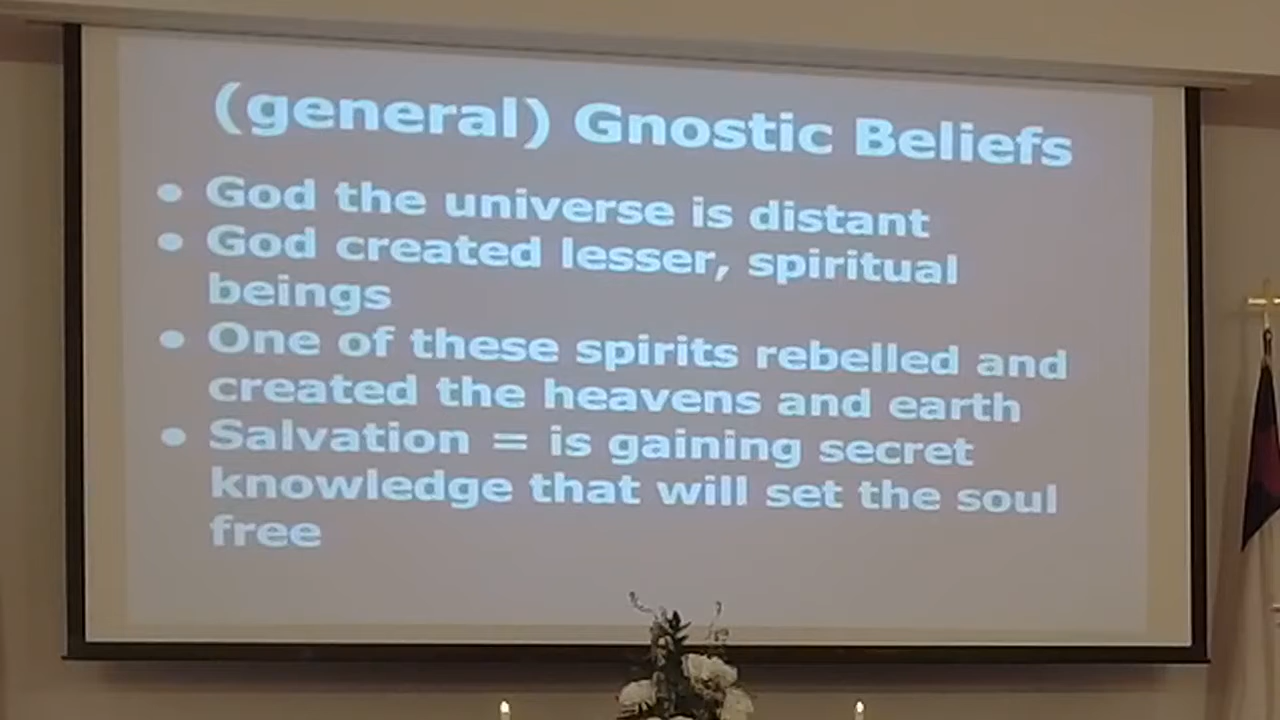 (general) Gnostic Beliefs
• God the universe is distant
• God created lesser, spiritual
beings
• One of these spirits rebelled and
created the heavens and earth
• Salvation = is gaining secret
knowledge that will set the soul
free